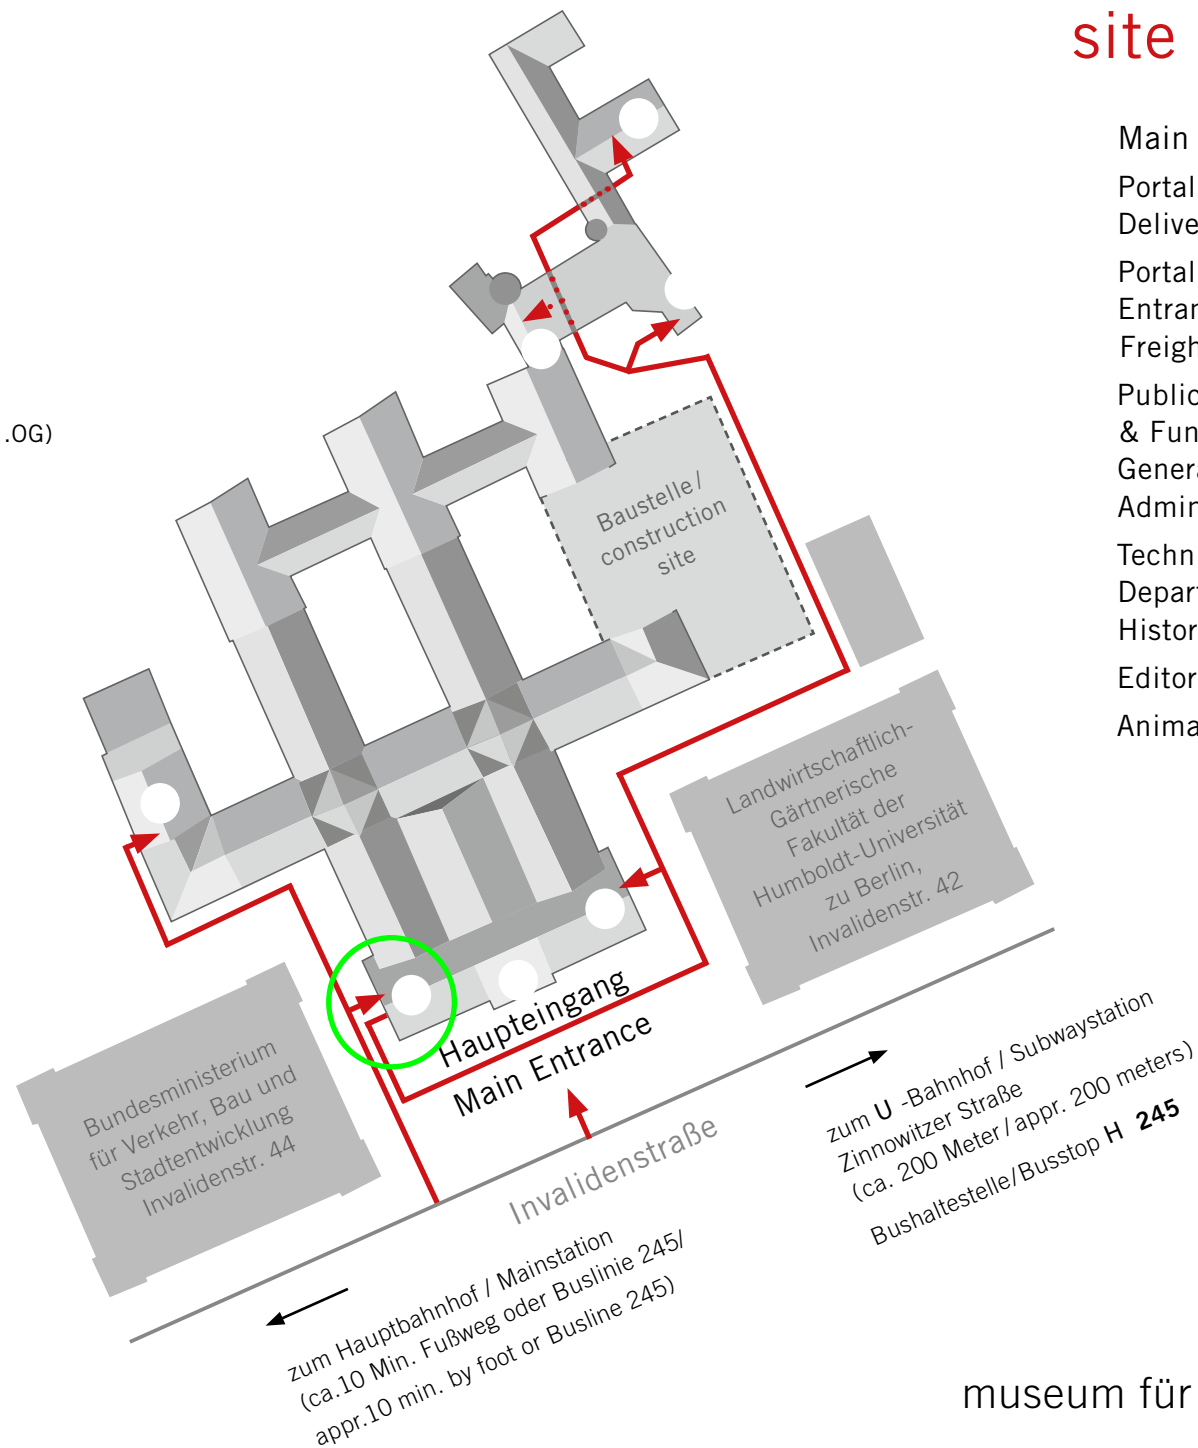 site
Main
Portal
Delive
Portal
Entran
Freigh
Public
& Fun
Genera
Admin
Techn
Depart
Histor
Editor
Anima
.OG)
Baustelle/
construction
site
Landwirtschaftlich-
Gärtnerische
Fakultät der
Humboldt-Universität
zu Berlin,
Invalidenstr. 42
Haupteingang
Main Entrance
Bundesministerium
für Verkehr, Bau und
Stadtentwicklung
Invalidenstr. 44
Invalidenstraße
zum U -Bahnhof / Subwaystation
Zinnowitzer Straße
(ca. 200 Meter / appr. 200 meters)
Bushaltestelle/Busstop H 245
zum Hauptbahnhof / Mainstation
(ca.10 Min. Fußweg oder Buslinie 245/
appr.10 min. by foot or Busline 245)
museum für